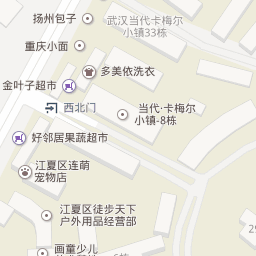 扬州包子
武汉当代卡梅尔
小镇33栋
重庆小面
多美依洗衣
金叶子超市
西北门
当代·卡梅尔
小镇-8栋
好邻居果蔬超市
江夏区连萌
宠物店
江夏区徒步天下
户外用品经营部
画童少儿